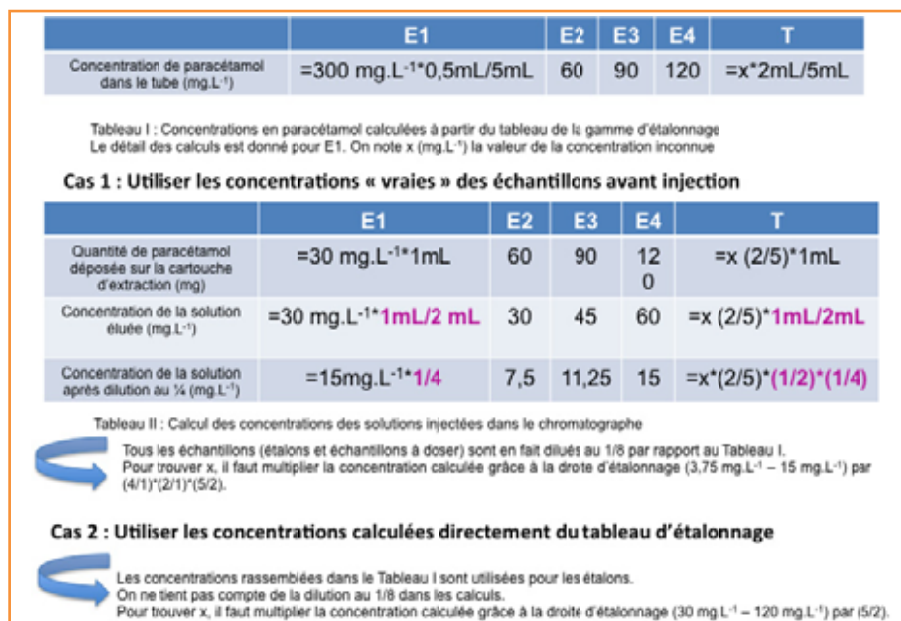 E1 E2 E3 E4 T
Concentration de paracétamol
dans le tube (mg.L⁻¹)
=300 mg.L⁻¹*0,5mL/5mL 60 90 120 =x*2mL/5mL
Tableau I : Concentrations en paracétamol calculées à partir du tableau de la gamme d'étalonnage
Le détail des calculs est donné pour E1. On note x (mg.L⁻¹) la valeur de la concentration inconnue
Cas 1 : Utiliser les concentrations « vraies » des échantillons avant injection
E1 E2 E3 E4 T
Quantité de paracétamol
déposée sur la cartouche
d'extraction (mg)
=30 mg.L⁻¹*1mL 60 90 12
0
=x (2/5)*1mL
Concentration de la solution
éluée (mg.L⁻¹)
=30 mg.L⁻¹*1mL/2 mL 30 45 60 =x (2/5)*1mL/2mL
Concentration de la solution
après dilution au ¼ (mg.L⁻¹)
=15mg.L⁻¹*1/4 7,5 11,25 15 =x*(2/5)*(1/2)*(1/4)
Tableau II : Calcul des concentrations des solutions injectées dans le chromatographe
Tous les échantillons (étalons et échantillons à doser) sont en fait dilués au 1/8 par rapport au Tableau I.
Pour trouver x, il faut multiplier la concentration calculée grâce à la droite d'étalonnage (3,75 mg.L⁻¹ – 15 mg.L⁻¹) par
(4/1)*(2/1)*(5/2).
Cas 2 : Utiliser les concentrations calculées directement du tableau d'étalonnage
Les concentrations rassemblées dans le Tableau I sont utilisées pour les étalons.
On ne tient pas compte de la dilution au 1/8 dans les calculs.
Pour trouver x, il faut multiplier la concentration calculée grâce à la droite d'étalonnage (30 mg.L⁻¹ – 120 mg.L⁻¹) par (5/2).